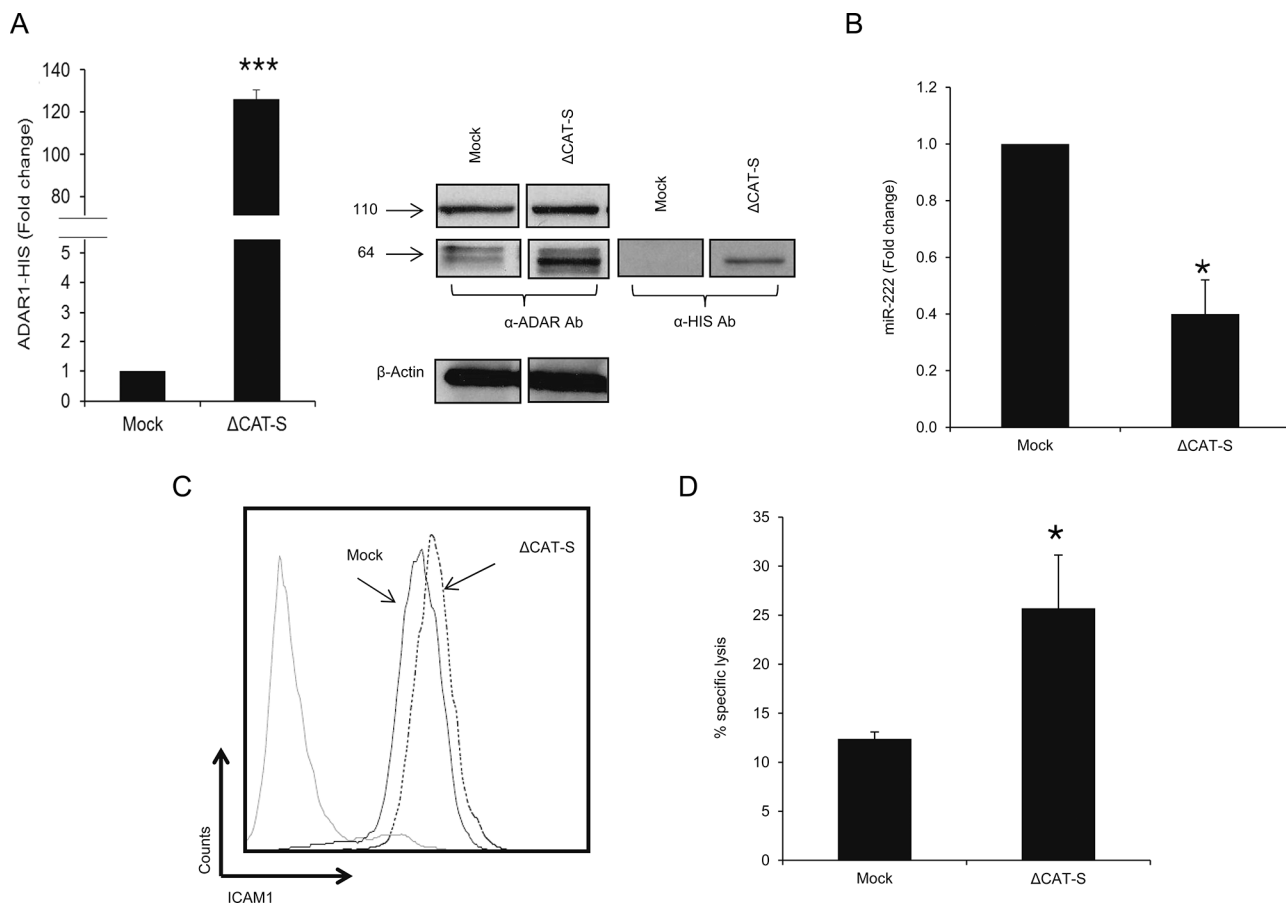 A
ADAR1-HIS (Fold change)
140
120
100
80
60
5
4
3
2
1
0
***
Mock
ΔCAT-S
Mock
ΔCAT-S
Mock
ΔCAT-S
110
64
α-ADAR Ab
α-HIS Ab
β-Actin
B
miR-222 (Fold change)
1.2
1.0
0.8
0.6
0.4
0.2
0.0
*
Mock
ΔCAT-S
C
Mock
ΔCAT-S
Counts
ICAM1
D
% specific lysis
35
30
25
20
15
10
5
0
*
Mock
ΔCAT-S